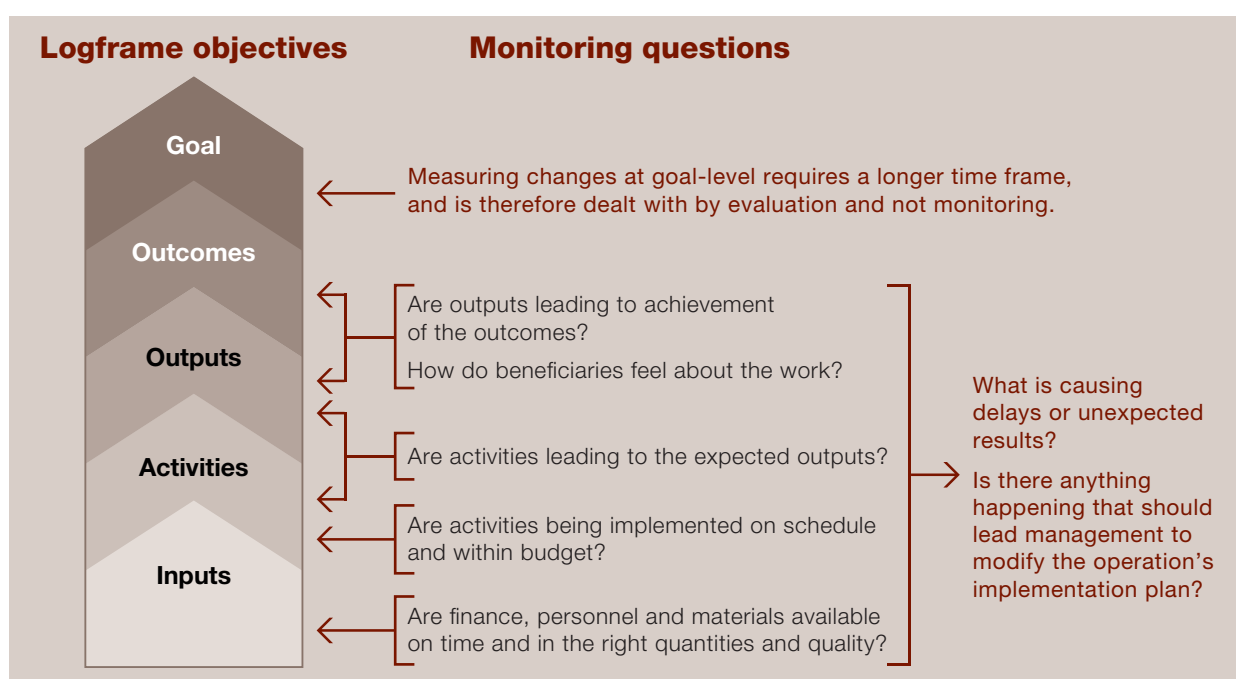 Logframe objectives
Monitoring questions
Goal
Measuring changes at goal-level requires a longer time frame,
and is therefore dealt with by evaluation and not monitoring.
Outcomes
Are outputs leading to achievement
of the outcomes?
How do beneficiaries feel about the work?
Outputs
Are activities leading to the expected outputs?
Activities
Are activities being implemented on schedule
and within budget?
Inputs
Are finance, personnel and materials available
on time and in the right quantities and quality?
What is causing
delays or unexpected
results?
Is there anything
happening that should
lead management to
modify the operation’s
implementation plan?